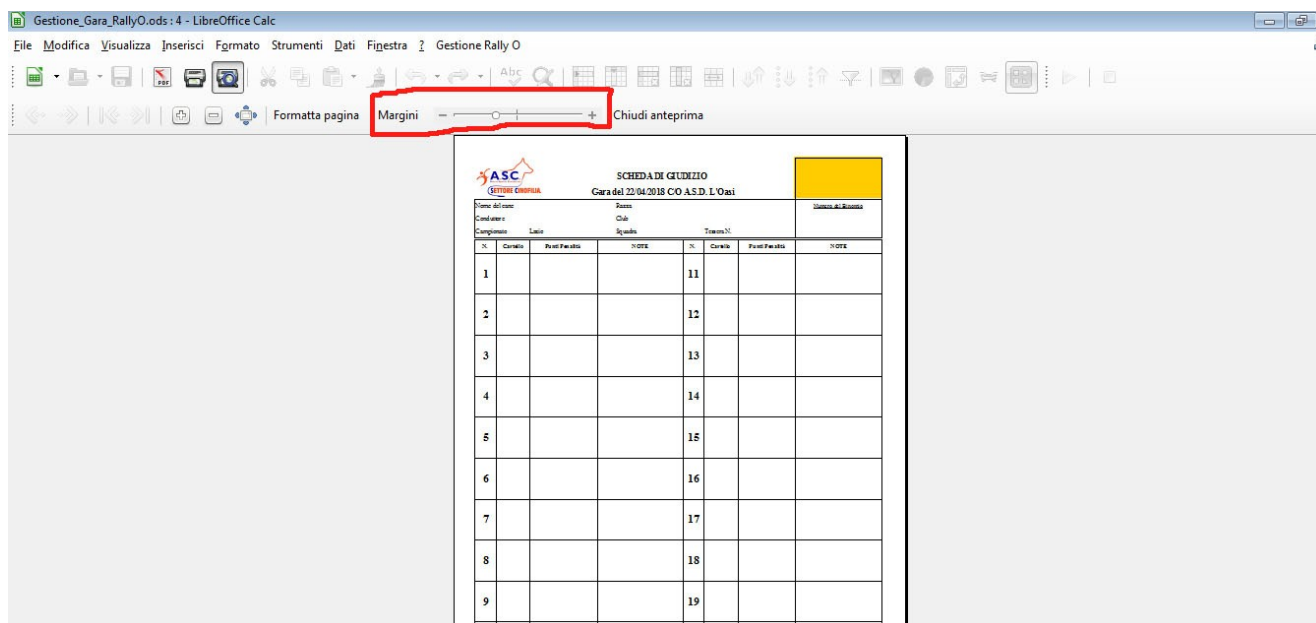 Gestione_Gara_RallyO.ods : 4 - LibreOffice Calc
File Modifica Visualizza Inserisci Formato Strumenti Dati Finestra ? Gestione Rally O
PDF Abc
Formatta pagina Margini − + Chiudi anteprima
ASC
SETTORE CINOFILIA
SCHEDA DI GIUDIZIO
Gara del 22/04/2018 C/O A.S.D. L'Oasi
Nome del cane Razza Numero del Binomio
Conduttore Club
Campionato Lazio Squadra Tessera N.
N. Cartello Punti Penalità NOTE N. Cartello Punti Penalità NOTE
1 11
2 12
3 13
4 14
5 15
6 16
7 17
8 18
9 19